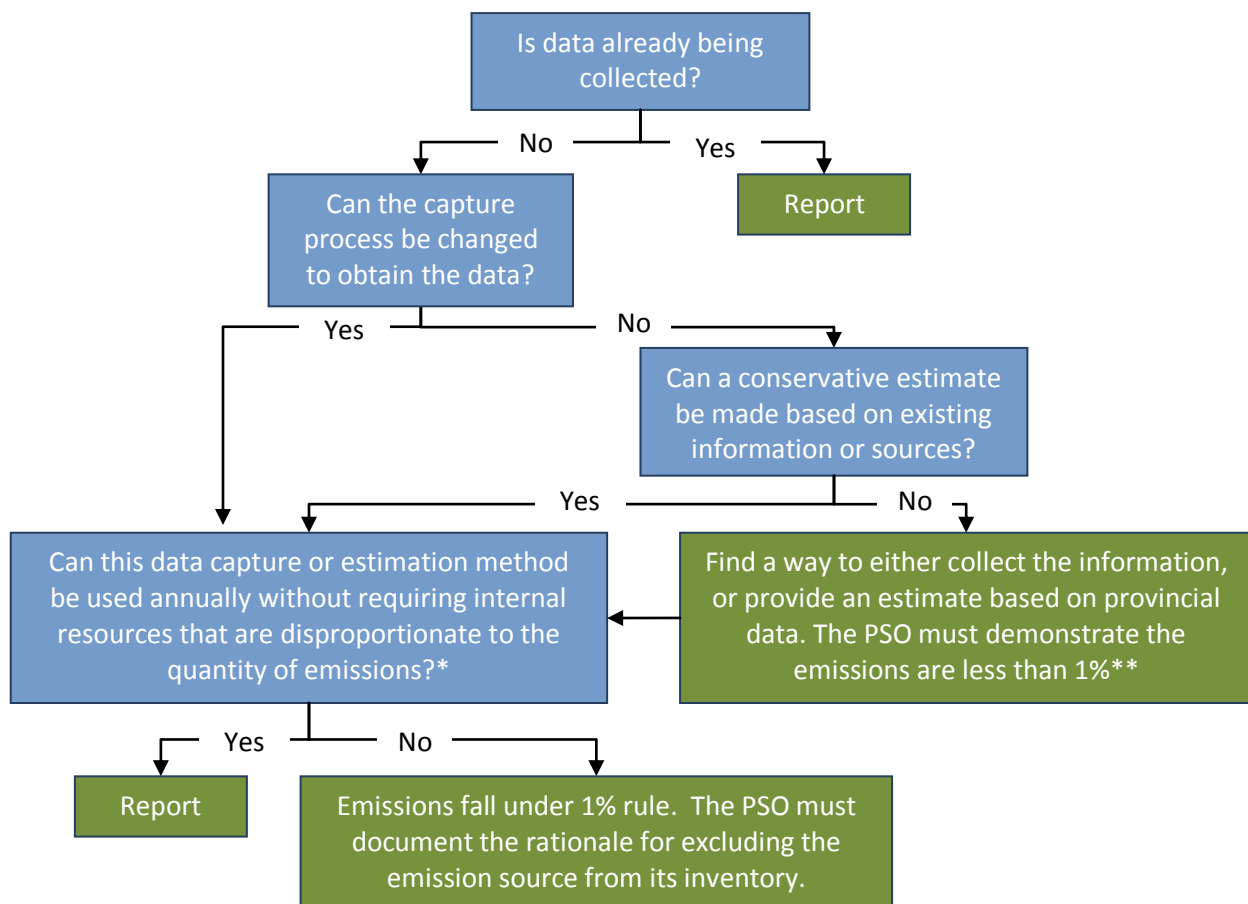 Is data already being
collected?
No
Yes
Can the capture
process be changed
to obtain the data?
Report
Yes
No
Can a conservative estimate
be made based on existing
information or sources?
Yes
No
Can this data capture or estimation method
be used annually without requiring internal
resources that are disproportionate to the
quantity of emissions?*
Find a way to either collect the information,
or provide an estimate based on provincial
data. The PSO must demonstrate the
emissions are less than 1%**
Yes
No
Report
Emissions fall under 1% rule.  The PSO must
document the rationale for excluding the
emission source from its inventory.